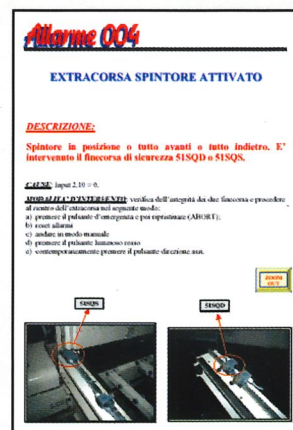 Allarme 004
EXTRACORSA SPINTORE ATTIVATO
DESCRIZIONE:
Spintore in posizione o tutto avanti o tutto indietro. E'
intervenuto il finecorsa di sicurezza 51SQD o 51SQS.
CAUSE: Input 2.10 = 0.
MODALITA' D'INTERVENTO: verifica dell'integrità dei due finecorsa e procedere
al rientro dell'extracorsa nel seguente modo:
a) premere il pulsante d'emergenza e poi ripristinare (ABORT);
b) reset allarmi
c) andare in modo manuale
d) premere il pulsante luminoso rosso
e) contemporaneamente premere il pulsante direzione assi.
ZOOM
OUT
51SQS
51SQD